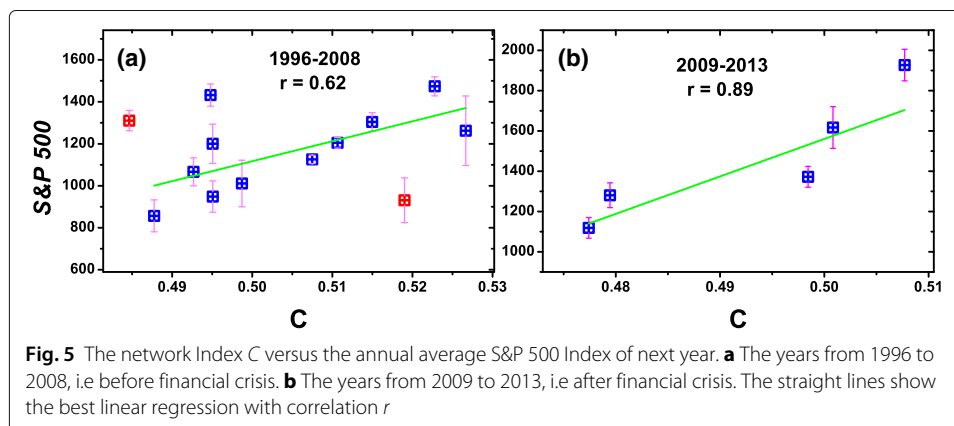 (a)
1996-2008
r = 0.62
1600
1400
1200
1000
800
600
S&P 500
0.49
0.50
0.51
0.52
0.53
C
(b)
2009-2013
r = 0.89
2000
1800
1600
1400
1200
1000
0.48
0.49
0.50
0.51
C
Fig. 5 The network Index C versus the annual average S&P 500 Index of next year. a The years from 1996 to
2008, i.e before financial crisis. b The years from 2009 to 2013, i.e after financial crisis. The straight lines show
the best linear regression with correlation r